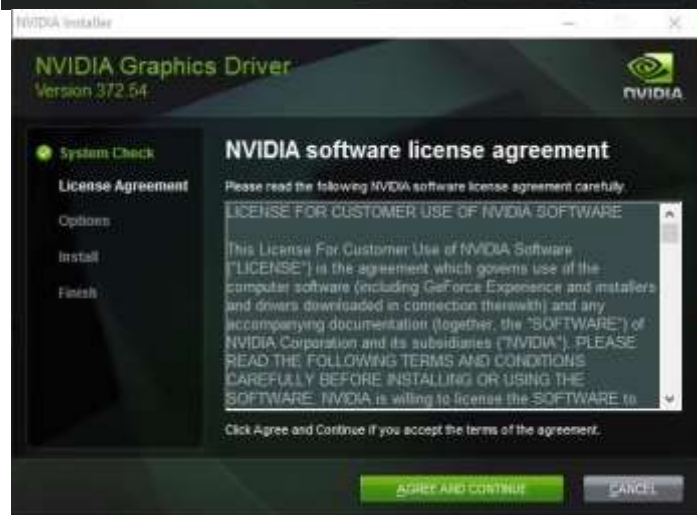 NVIDIA Installer
NVIDIA Graphics Driver
Version 372.54
NVIDIA
System Check
License Agreement
Options
Install
Finish
NVIDIA software license agreement
Please read the following NVIDIA software license agreement carefully.
LICENSE FOR CUSTOMER USE OF NVIDIA SOFTWARE
This License For Customer Use of NVIDIA Software
("LICENSE") is the agreement which governs use of the
computer software (including GeForce Experience and installers
and drivers downloaded in connection therewith) and any
accompanying documentation (together, the "SOFTWARE") of
NVIDIA Corporation and its subsidiaries ("NVIDIA"). PLEASE
READ THE FOLLOWING TERMS AND CONDITIONS
CAREFULLY BEFORE INSTALLING OR USING THE
SOFTWARE. NVIDIA is willing to license the SOFTWARE to
Click Agree and Continue if you accept the terms of the agreement.
AGREE AND CONTINUE
CANCEL